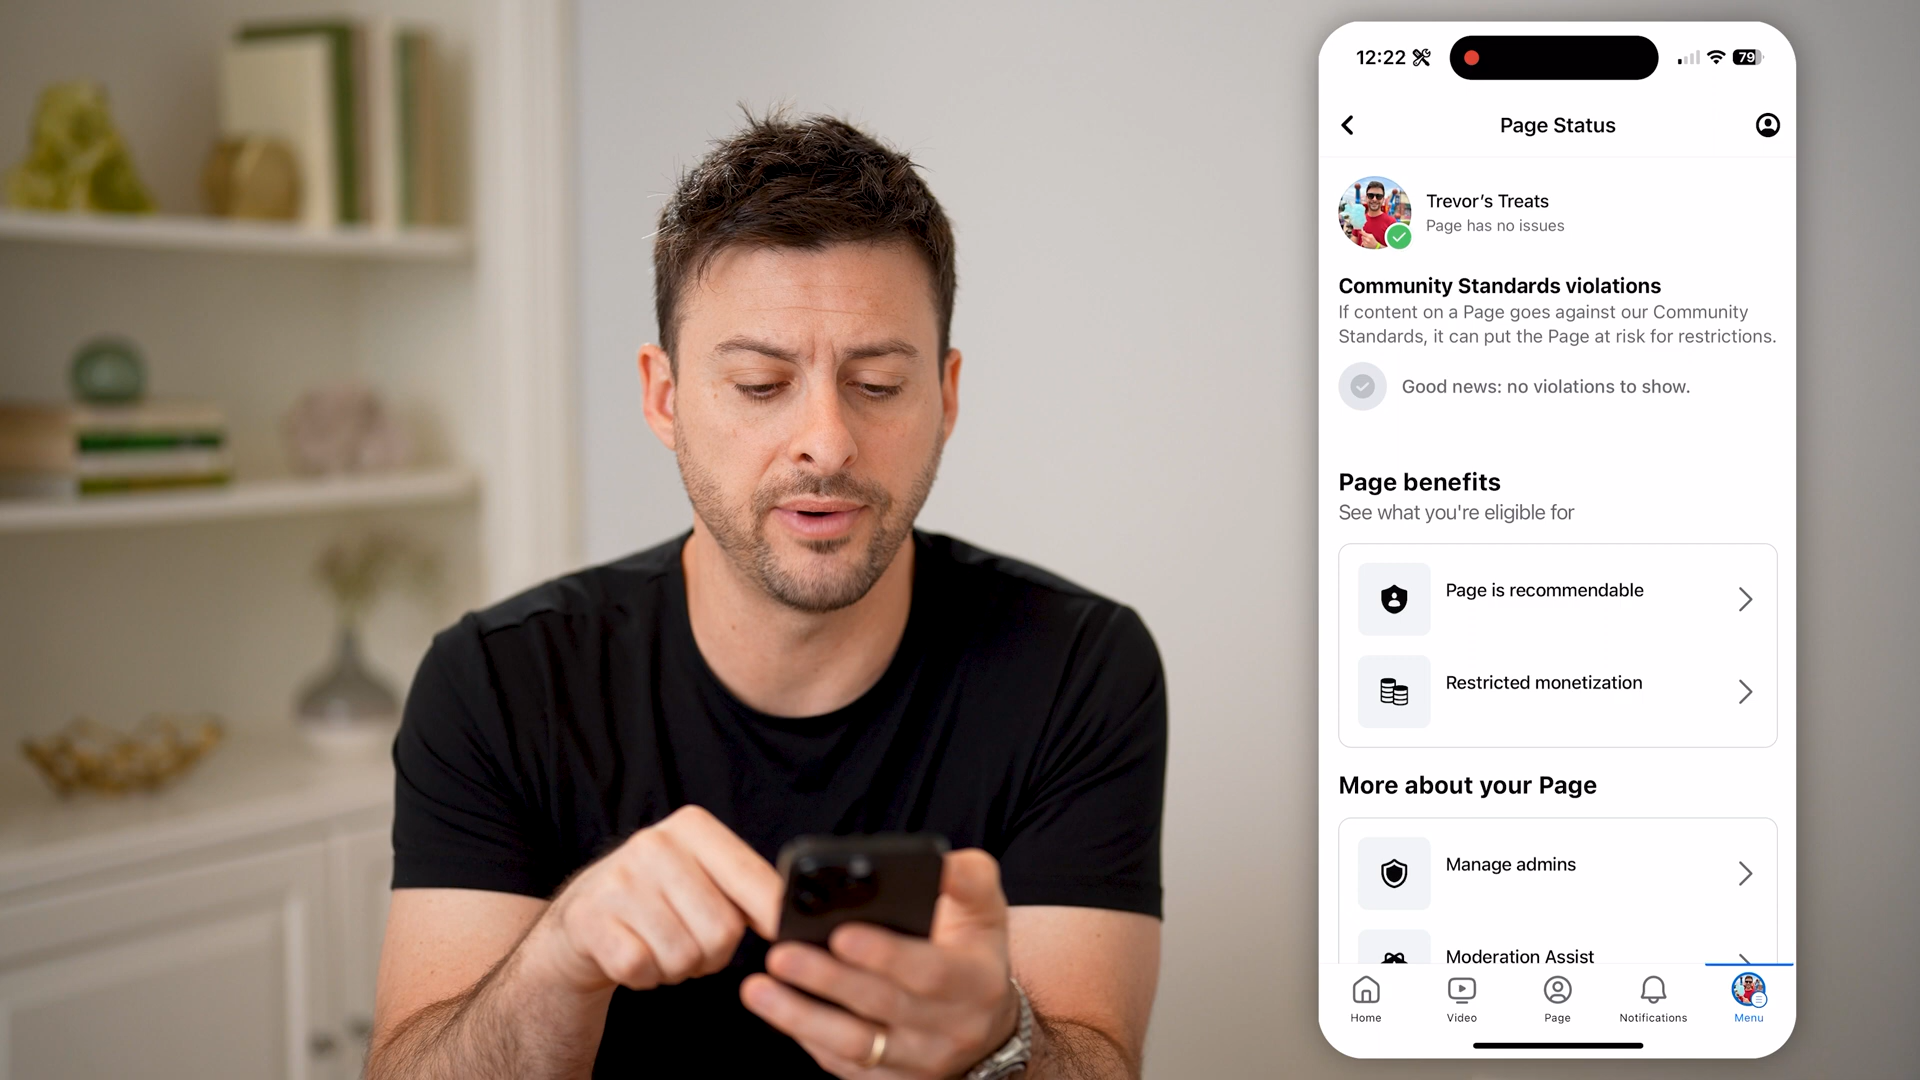 12:22
79
Page Status
Trevor's Treats
Page has no issues
Community Standards violations
If content on a Page goes against our Community
Standards, it can put the Page at risk for restrictions.
Good news: no violations to show.
Page benefits
See what you're eligible for
Page is recommendable
Restricted monetization
More about your Page
Manage admins
Moderation Assist
Home
Video
Page
Notifications
Menu